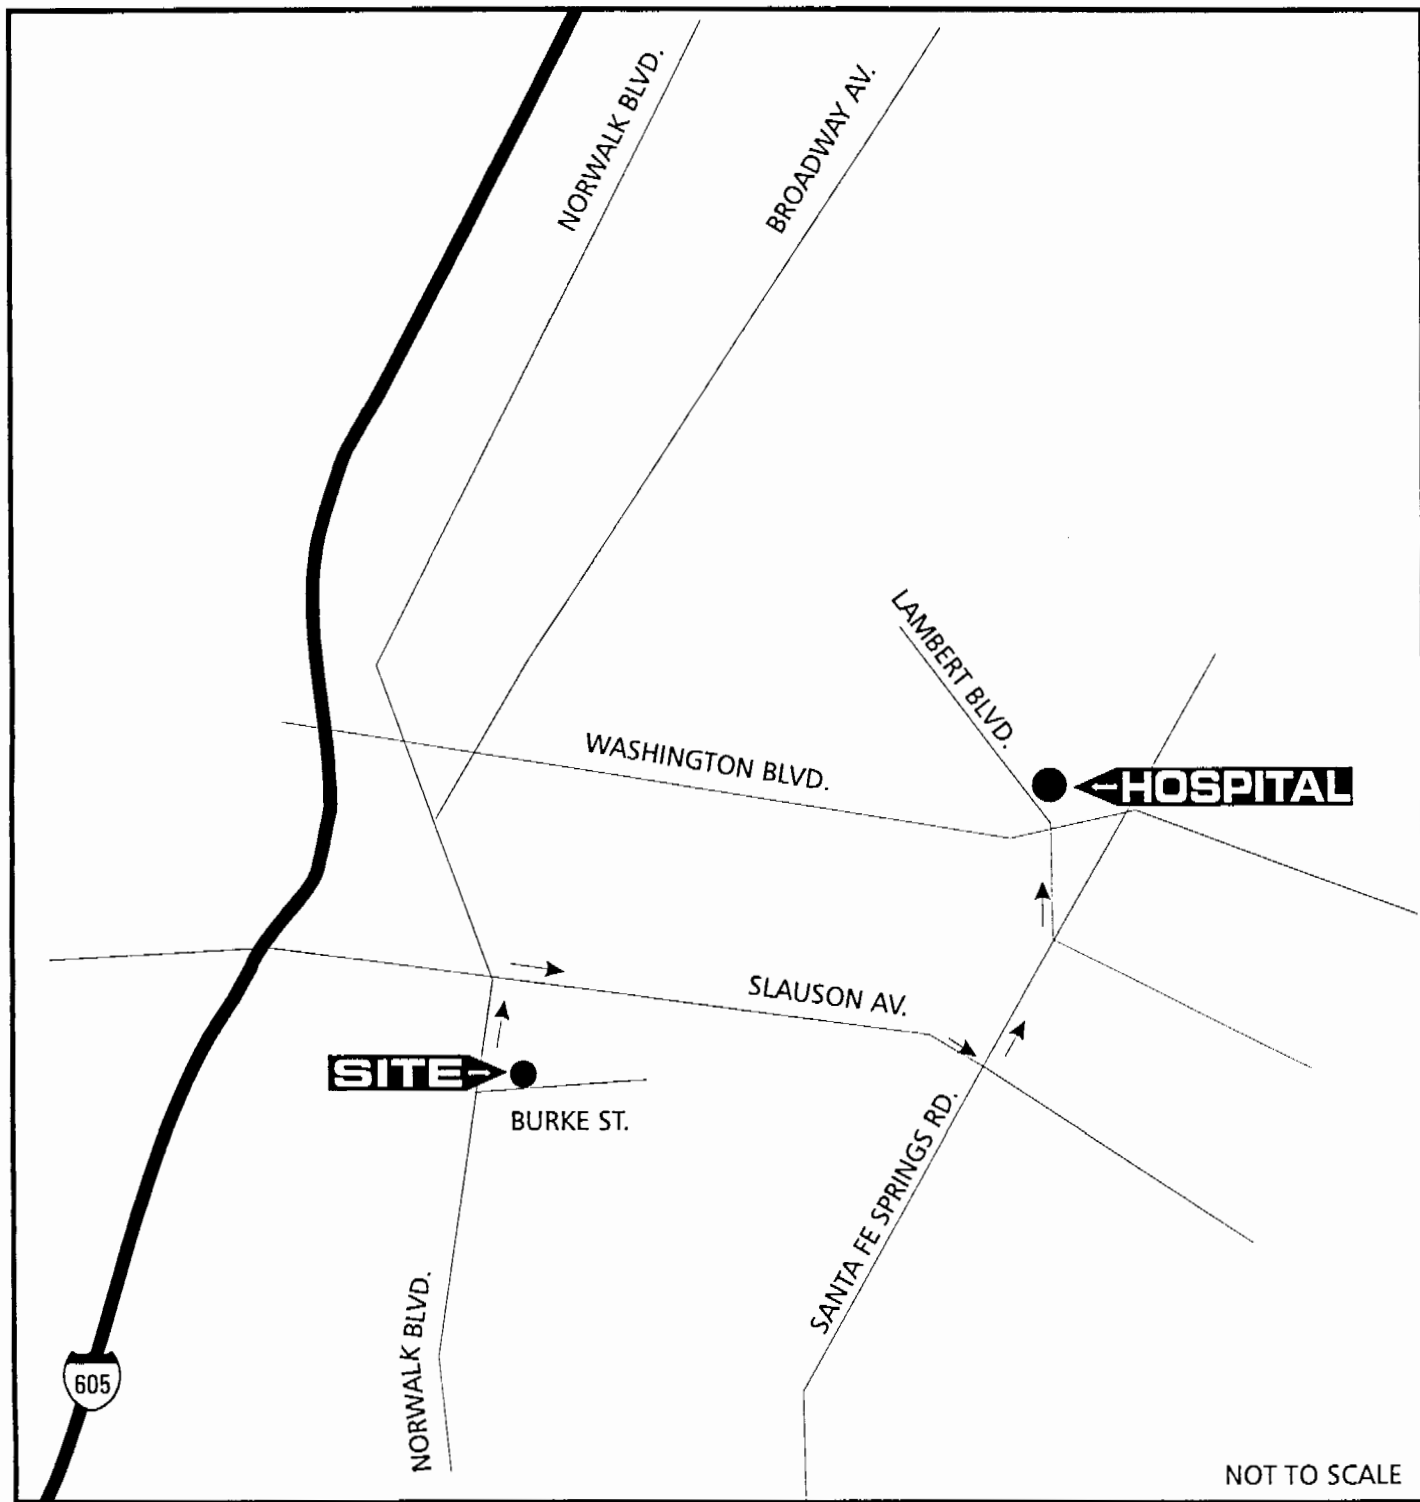 NORWALK BLVD.
BROADWAY AV.
LAMBERT BLVD.
WASHINGTON BLVD.
HOSPITAL
SLAUSON AV.
SITE
BURKE ST.
SANTA FE SPRINGS RD.
NORWALK BLVD.
605
NOT TO SCALE